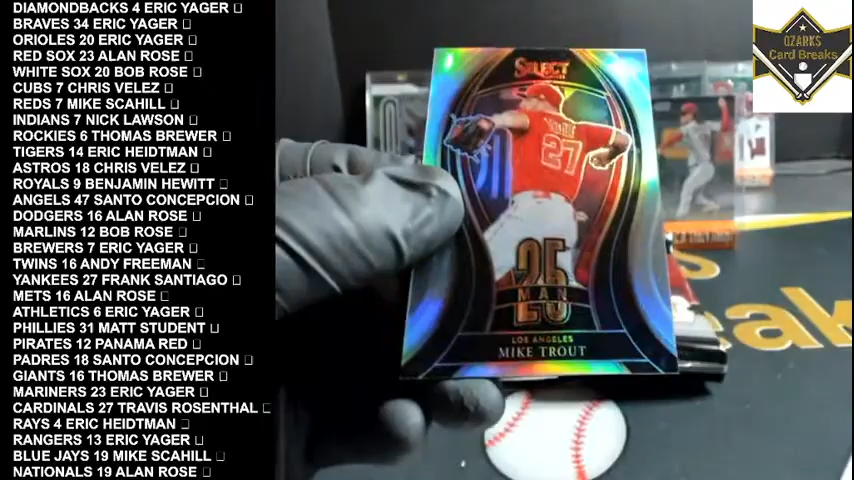 DIAMONDBACKS 4 ERIC YAGER
BRAVES 34 ERIC YAGER
ORIOLES 20 ERIC YAGER
RED SOX 23 ALAN ROSE
WHITE SOX 20 BOB ROSE
CUBS 7 CHRIS VELEZ
REDS 7 MIKE SCAHILL
INDIANS 7 NICK LAWSON
ROCKIES 6 THOMAS BREWER
TIGERS 14 ERIC HEIDTMAN
ASTROS 18 CHRIS VELEZ
ROYALS 9 BENJAMIN HEWITT
ANGELS 47 SANTO CONCEPCION
DODGERS 16 ALAN ROSE
MARLINS 12 BOB ROSE
BREWERS 7 ERIC YAGER
TWINS 16 ANDY FREEMAN
YANKEES 27 FRANK SANTIAGO
METS 16 ALAN ROSE
ATHLETICS 6 ERIC YAGER
PHILLIES 31 MATT STUDENT
PIRATES 12 PANAMA RED
PADRES 18 SANTO CONCEPCION
GIANTS 16 THOMAS BREWER
MARINERS 23 ERIC YAGER
CARDINALS 27 TRAVIS ROSENTHAL
RAYS 4 ERIC HEIDTMAN
RANGERS 13 ERIC YAGER
BLUE JAYS 19 MIKE SCAHILL
NATIONALS 19 ALAN ROSE
SELECT
27
25
MAN
LOS ANGELES
MIKE TROUT
OZARKS
Card Breaks